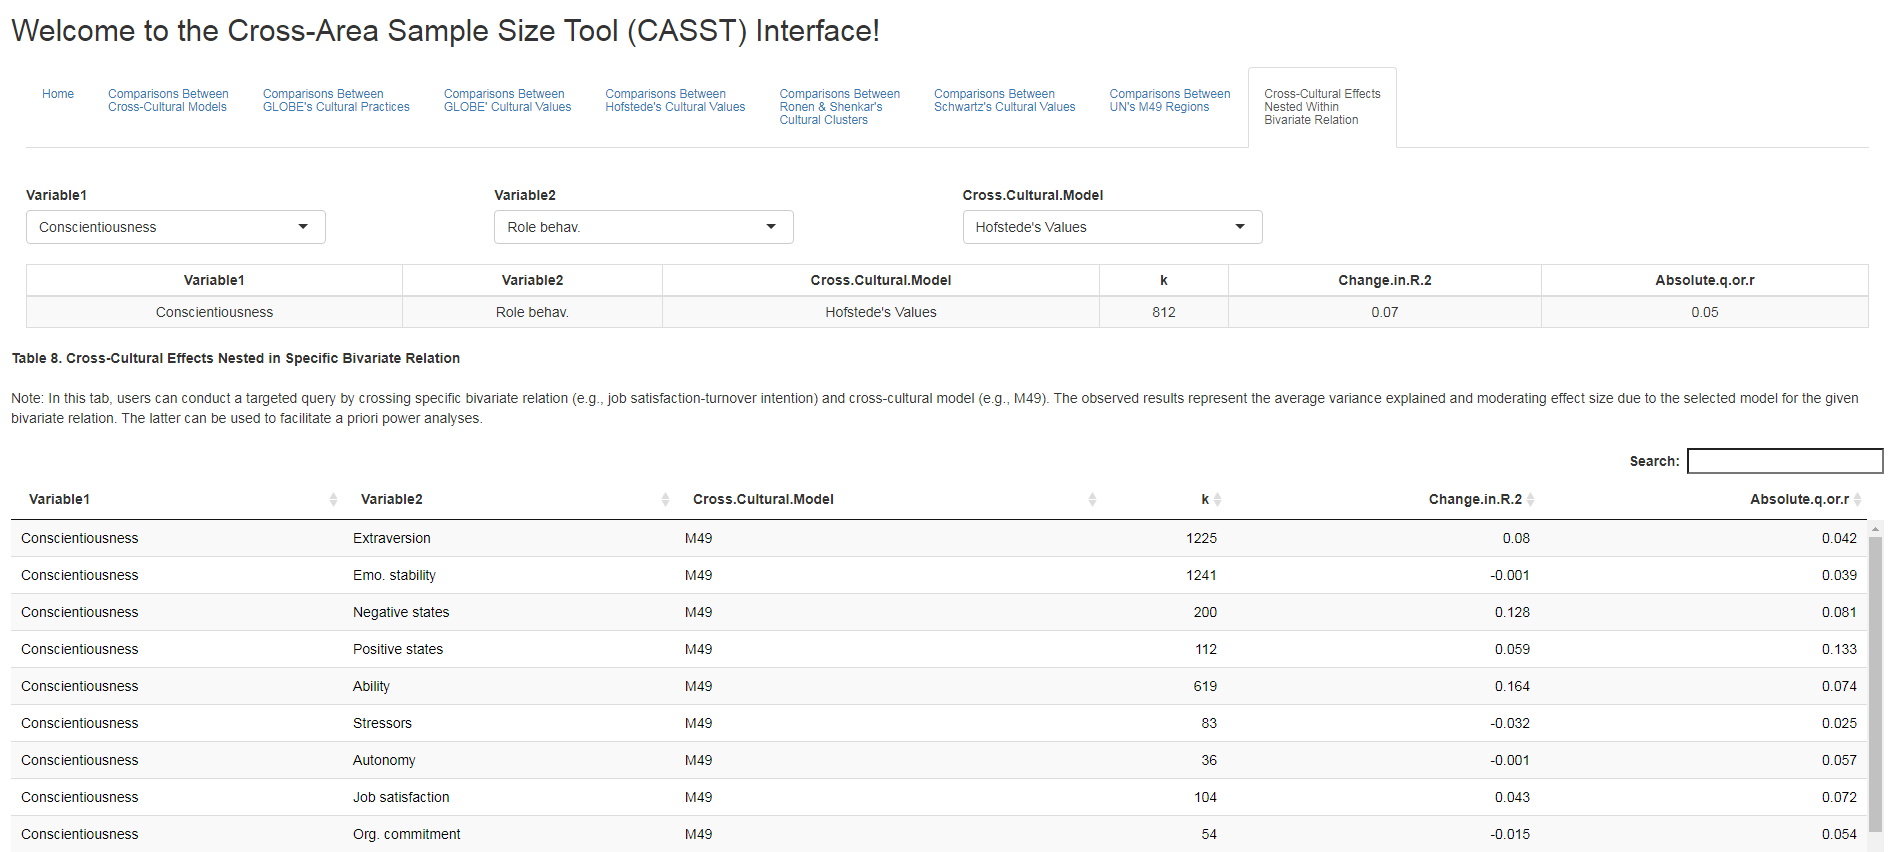 Welcome to the Cross-Area Sample Size Tool (CASST) Interface!
Home
Comparisons Between
Cross-Cultural Models
Comparisons Between
GLOBE's Cultural Practices
Comparisons Between
GLOBE' Cultural Values
Comparisons Between
Hofstede's Cultural Values
Comparisons Between
Ronen & Shenkar's
Cultural Clusters
Comparisons Between
Schwartz's Cultural Values
Comparisons Between
UN's M49 Regions
Cross-Cultural Effects
Nested Within
Bivariate Relation
Variable1 Variable2 Cross.Cultural.Model
Conscientiousness Role behav. Hofstede's Values
Variable1 Variable2 Cross.Cultural.Model k Change.in.R.2 Absolute.q.or.r
Conscientiousness Role behav. Hofstede's Values 812 0.07 0.05
Table 8. Cross-Cultural Effects Nested in Specific Bivariate Relation
Note: In this tab, users can conduct a targeted query by crossing specific bivariate relation (e.g., job satisfaction-turnover intention) and cross-cultural model (e.g., M49). The observed results represent the average variance explained and moderating effect size due to the selected model for the given
bivariate relation. The latter can be used to facilitate a priori power analyses.
Search:
Variable1 Variable2 Cross.Cultural.Model k Change.in.R.2 Absolute.q.or.r
Conscientiousness Extraversion M49 1225 0.08 0.042
Conscientiousness Emo. stability M49 1241 -0.001 0.039
Conscientiousness Negative states M49 200 0.128 0.081
Conscientiousness Positive states M49 112 0.059 0.133
Conscientiousness Ability M49 619 0.164 0.074
Conscientiousness Stressors M49 83 -0.032 0.025
Conscientiousness Autonomy M49 36 -0.001 0.057
Conscientiousness Job satisfaction M49 104 0.043 0.072
Conscientiousness Org. commitment M49 54 -0.015 0.054